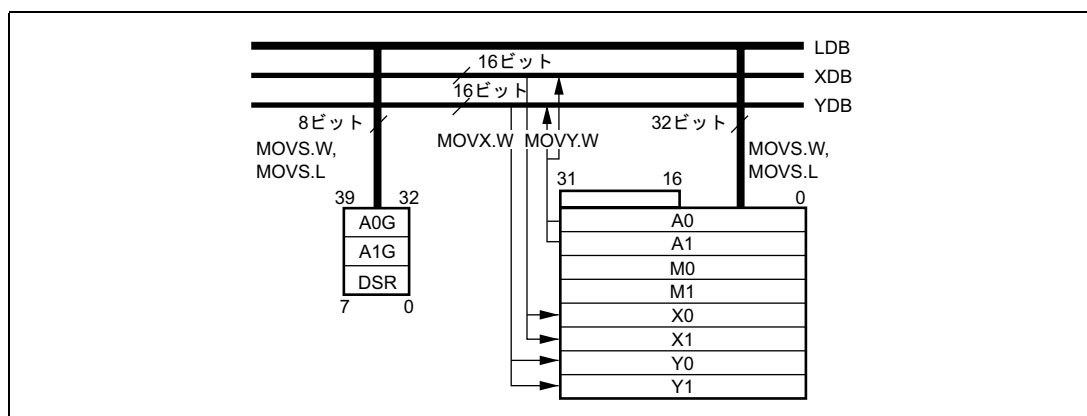 LDB
16ビット
XDB
16ビット
YDB
8ビット
32ビット
MOVX.W MOVY.W
MOVS.W,
MOVS.L
MOVS.W,
MOVS.L
31 16
0
39 32
A0G
A1G
DSR
7 0
A0
A1
M0
M1
X0
X1
Y0
Y1